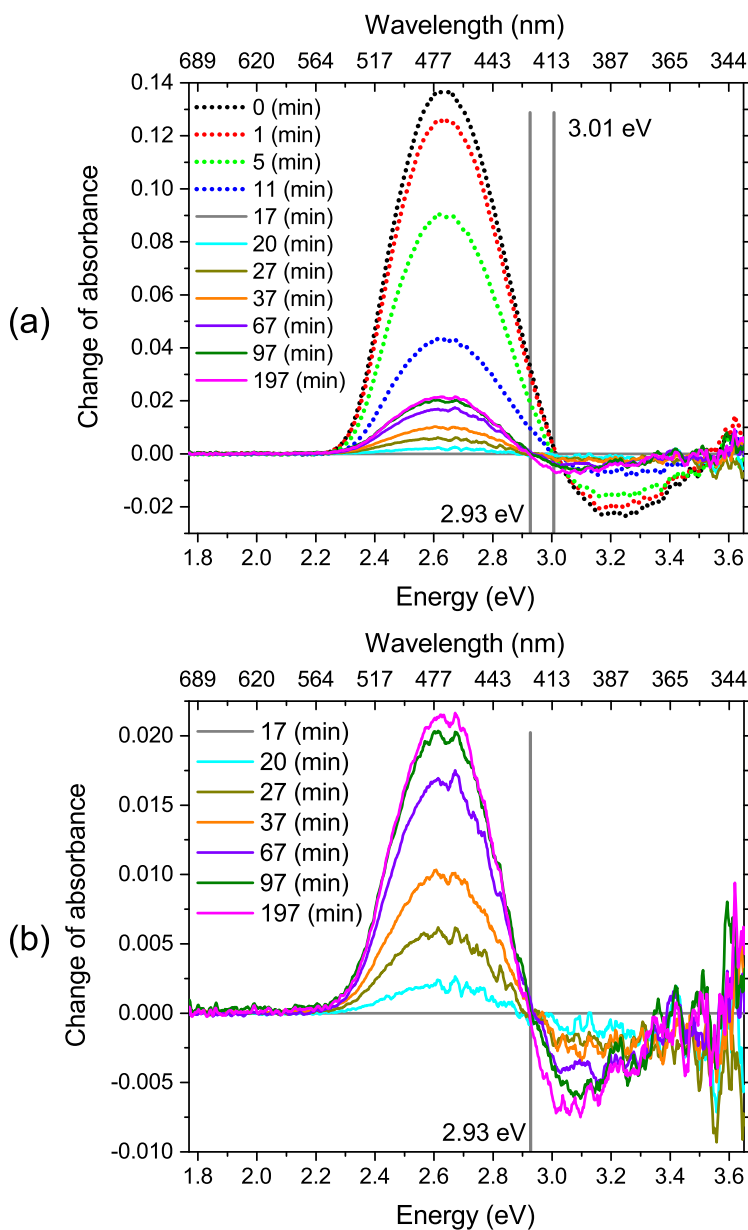 Wavelength (nm)
689 620 564 517 477 443 413 387 365 344
0.14
0.12
0.10
0.08
0.06
0.04
0.02
0.00
-0.02
Change of absorbance
(a)
0 (min)
1 (min)
5 (min)
11 (min)
17 (min)
20 (min)
27 (min)
37 (min)
67 (min)
97 (min)
197 (min)
3.01 eV
2.93 eV
1.8 2.0 2.2 2.4 2.6 2.8 3.0 3.2 3.4 3.6
Energy (eV)
Wavelength (nm)
689 620 564 517 477 443 413 387 365 344
0.020
0.015
0.010
0.005
0.000
-0.005
-0.010
Change of absorbance
(b)
17 (min)
20 (min)
27 (min)
37 (min)
67 (min)
97 (min)
197 (min)
2.93 eV
1.8 2.0 2.2 2.4 2.6 2.8 3.0 3.2 3.4 3.6
Energy (eV)